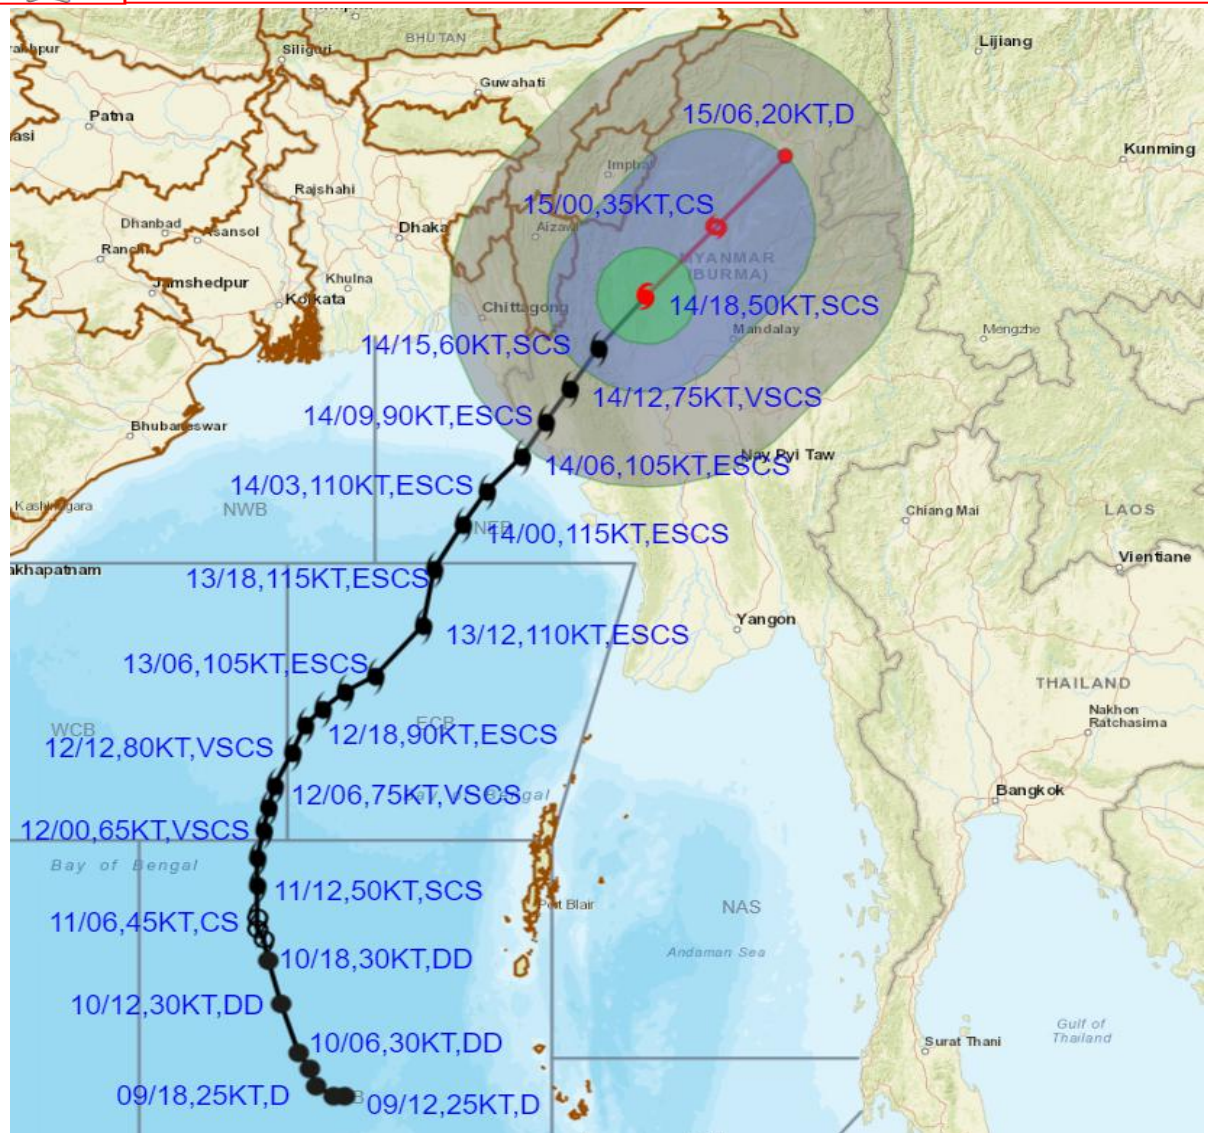 BHUTAN
Lijiang
Siliguri
Guwahati
Patna
15/06,20KT,D
Kunming
Rajshahi
15/00,35KT,CS
Dhanbad
Asansol
Dhaka
Aizawl
Ranchi
MYANMAR
(BURMA)
Khulna
Jamshedpur
Kolkata
Chittagong
14/18,50KT,SCS
Mandalay
Mengzhe
14/15,60KT,SCS
14/12,75KT,VSCS
14/09,90KT,ESCS
Bhubaneswar
Nay Pyi Taw
14/06,105KT,ESCS
14/03,110KT,ESCS
NWB
Chiang Mai
LAOS
NEB
14/00,115KT,ESCS
Vientiane
akhapatnam
13/18,115KT,ESCS
Yangon
13/12,110KT,ESCS
13/06,105KT,ESCS
THAILAND
Nakhon
Ratchasima
WCB
ECB
12/18,90KT,ESCS
12/12,80KT,VSCS
Bangkok
12/06,75KT,VSCS
Bay of Bengal
12/00,65KT,VSCS
Bay of Bengal
11/12,50KT,SCS
Port Blair
NAS
11/06,45KT,CS
Andaman Sea
10/18,30KT,DD
10/12,30KT,DD
Gulf of
Thailand
10/06,30KT,DD
Surat Thani
09/18,25KT,D
09/12,25KT,D